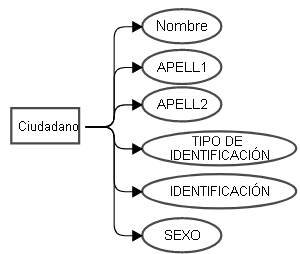 Nombre
APELL1
APELL2
Ciudadano
TIPO DE
IDENTIFICACIÓN
IDENTIFICACIÓN
SEXO